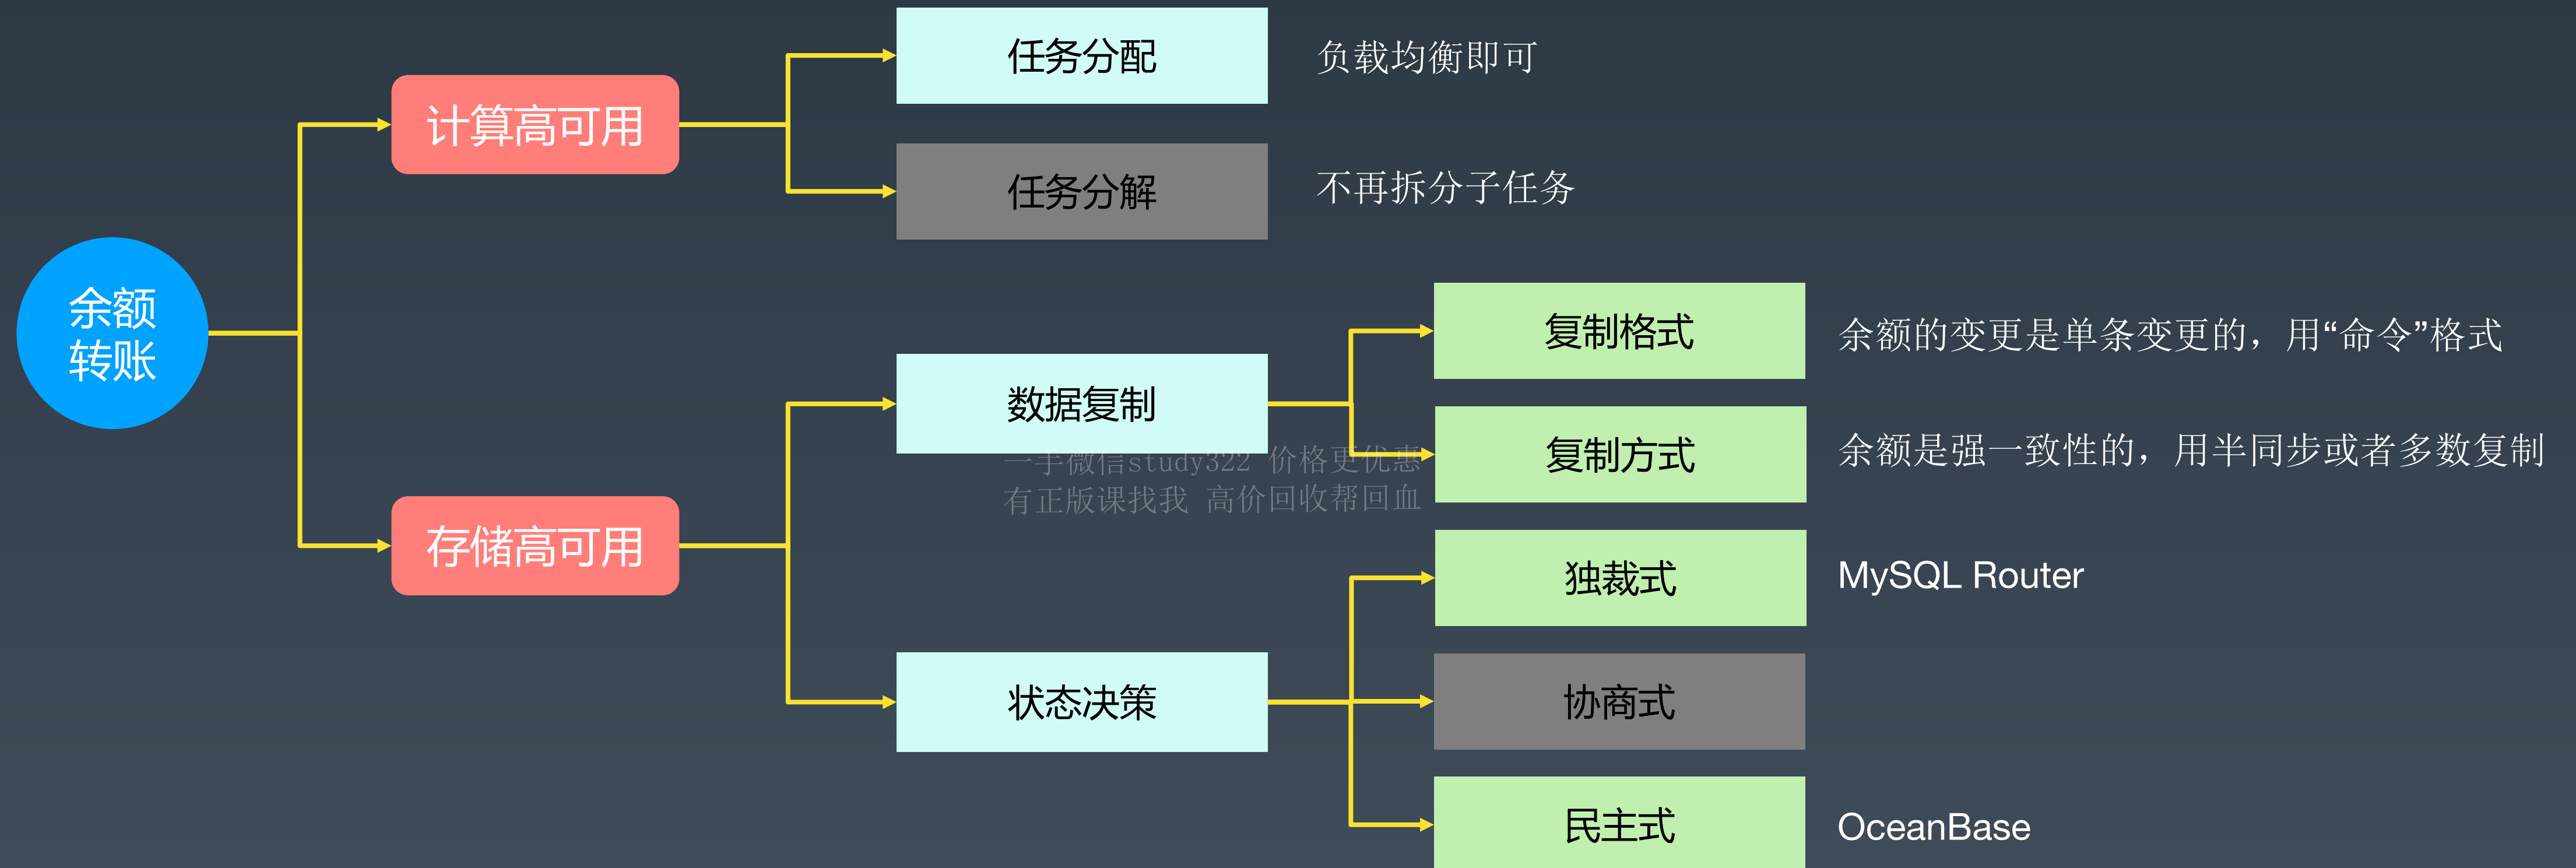 任务分配
负载均衡即可
计算高可用
任务分解
不再拆分子任务
余额
转账
复制格式
余额的变更是单条变更的，用“命令”格式
数据复制
复制方式
余额是强一致性的，用半同步或者多数复制
一手微信study322 价格更优惠
有正版课找我 高价回收帮回血
存储高可用
独裁式
MySQL Router
状态决策
协商式
民主式
OceanBase